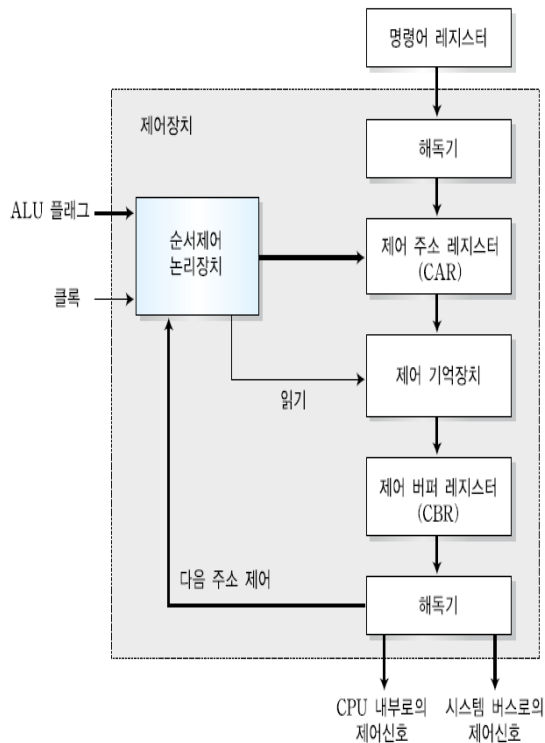 명령어 레지스터
제어장치
해독기
ALU 플래그
순서제어
논리장치
제어 주소 레지스터
(CAR)
클록
제어 기억장치
읽기
제어 버퍼 레지스터
(CBR)
다음 주소 제어
해독기
CPU 내부로의
제어신호
시스템 버스로의
제어신호